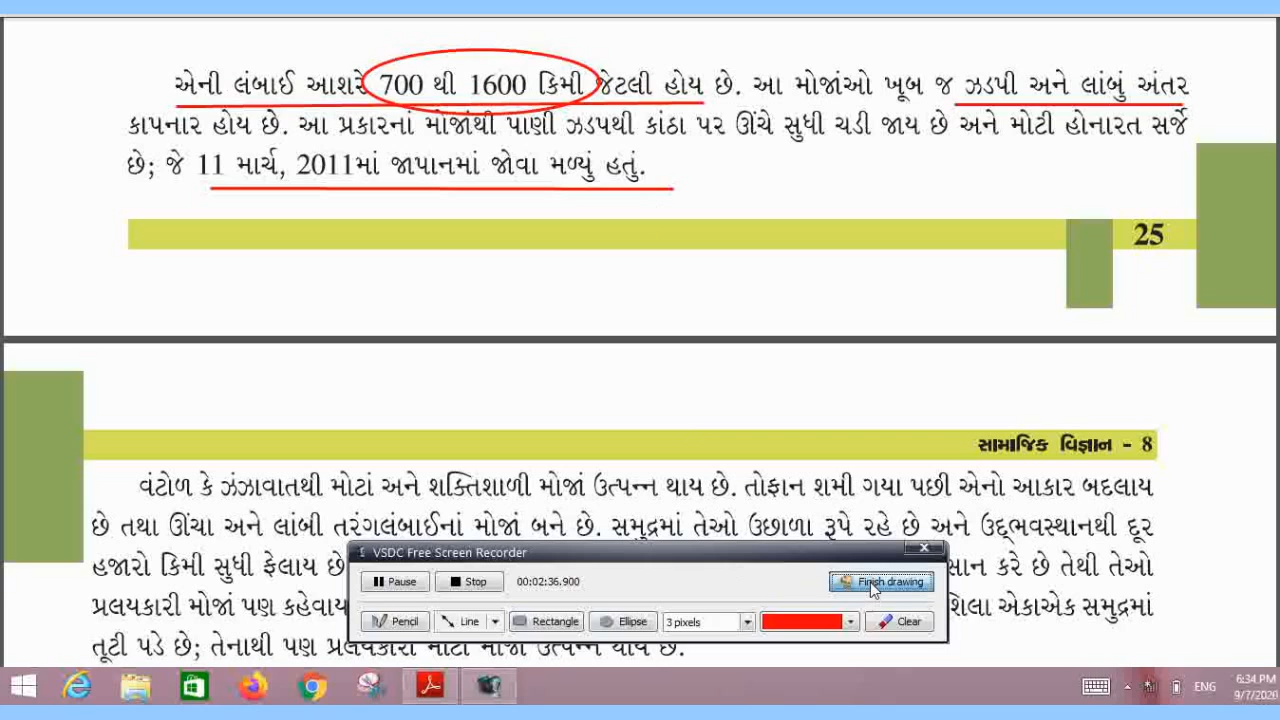 એની લંબાઈ આશરે 700 થી 1600 કિમી જેટલી હોય છે. આ મોજાંઓ ખૂબ જ ઝડપી અને લાંબું અંતર
કાપનાર હોય છે. આ પ્રકારનાં મોજાંથી પાણી ઝડપથી કાંઠા પર ઊંચે સુધી ચડી જાય છે અને મોટી હોનારત સર્જે
છે; જે 11 માર્ચ, 2011માં જાપાનમાં જોવા મળ્યું હતું.
25
સામાજિક વિજ્ઞાન - 8
વંટોળ કે ઝંઝાવાતથી મોટાં અને શક્તિશાળી મોજાં ઉત્પન્ન થાય છે. તોફાન શમી ગયા પછી એનો આકાર બદલાય
છે તથા ઊંચા અને લાંબી તરંગલંબાઈનાં મોજાં બને છે. સમુદ્રમાં તેઓ ઉછાળા રૂપે રહે છે અને ઉદ્ભવસ્થાનથી દૂર
હજારો કિમી સુધી ફેલાય છે
સાન કરે છે તેથી તેઓ
પ્રલયકારી મોજાં પણ કહેવાય
શિલા એકાએક સમુદ્રમાં
તૂટી પડે છે; તેનાથી પણ પ્રલયકારી મોટાં મોજાં ઉત્પન્ન થાય છે.
VSDC Free Screen Recorder
Pause Stop 00:02:36.900 Finish drawing
Pencil Line Rectangle Ellipse 3 pixels Clear
ENG 6:34 PM
9/7/2020